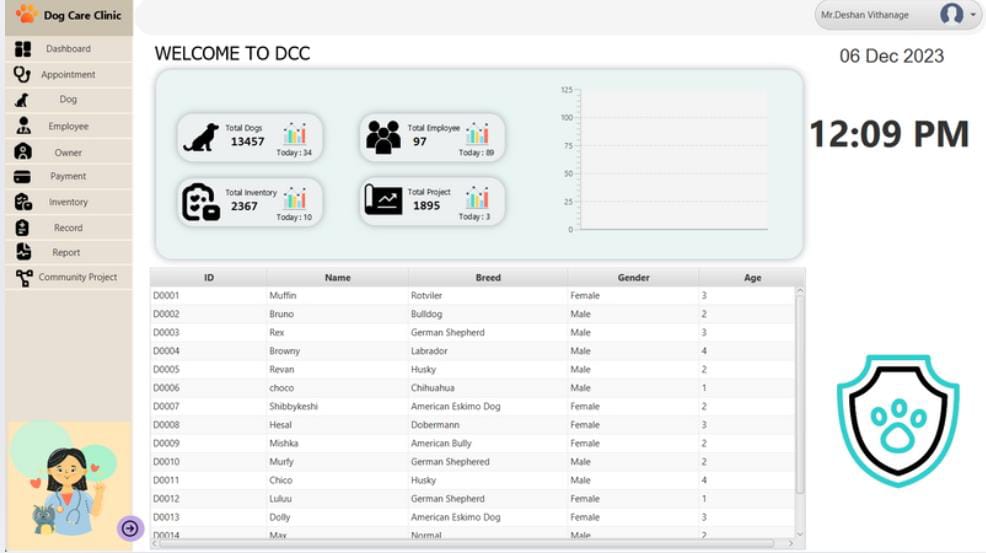 Dog Care Clinic
Mr.Deshan Vithanage
Dashboard
Appointment
Dog
Employee
Owner
Payment
Inventory
Record
Report
Community Project
WELCOME TO DCC
06 Dec 2023
12:09 PM
Total Dogs
13457
Today : 34
Total Employee
97
Today : 89
Total Inventory
2367
Today : 10
Total Project
1895
Today : 3
125
100
75
50
25
0
ID Name Breed Gender Age
D0001 Muffin Rotviler Female 3
D0002 Bruno Bulldog Male 2
D0003 Rex German Shepherd Male 3
D0004 Browny Labrador Male 4
D0005 Revan Husky Male 2
D0006 choco Chihuahua Male 1
D0007 Shibbykeshi American Eskimo Dog Female 2
D0008 Hesal Dobermann Female 3
D0009 Mishka American Bully Female 2
D0010 Murfy German Shephered Male 2
D0011 Chico Husky Male 4
D0012 Luluu German Shepherd Female 1
D0013 Dolly American Eskimo Dog Female 3
D0014 Max Normal Male 2